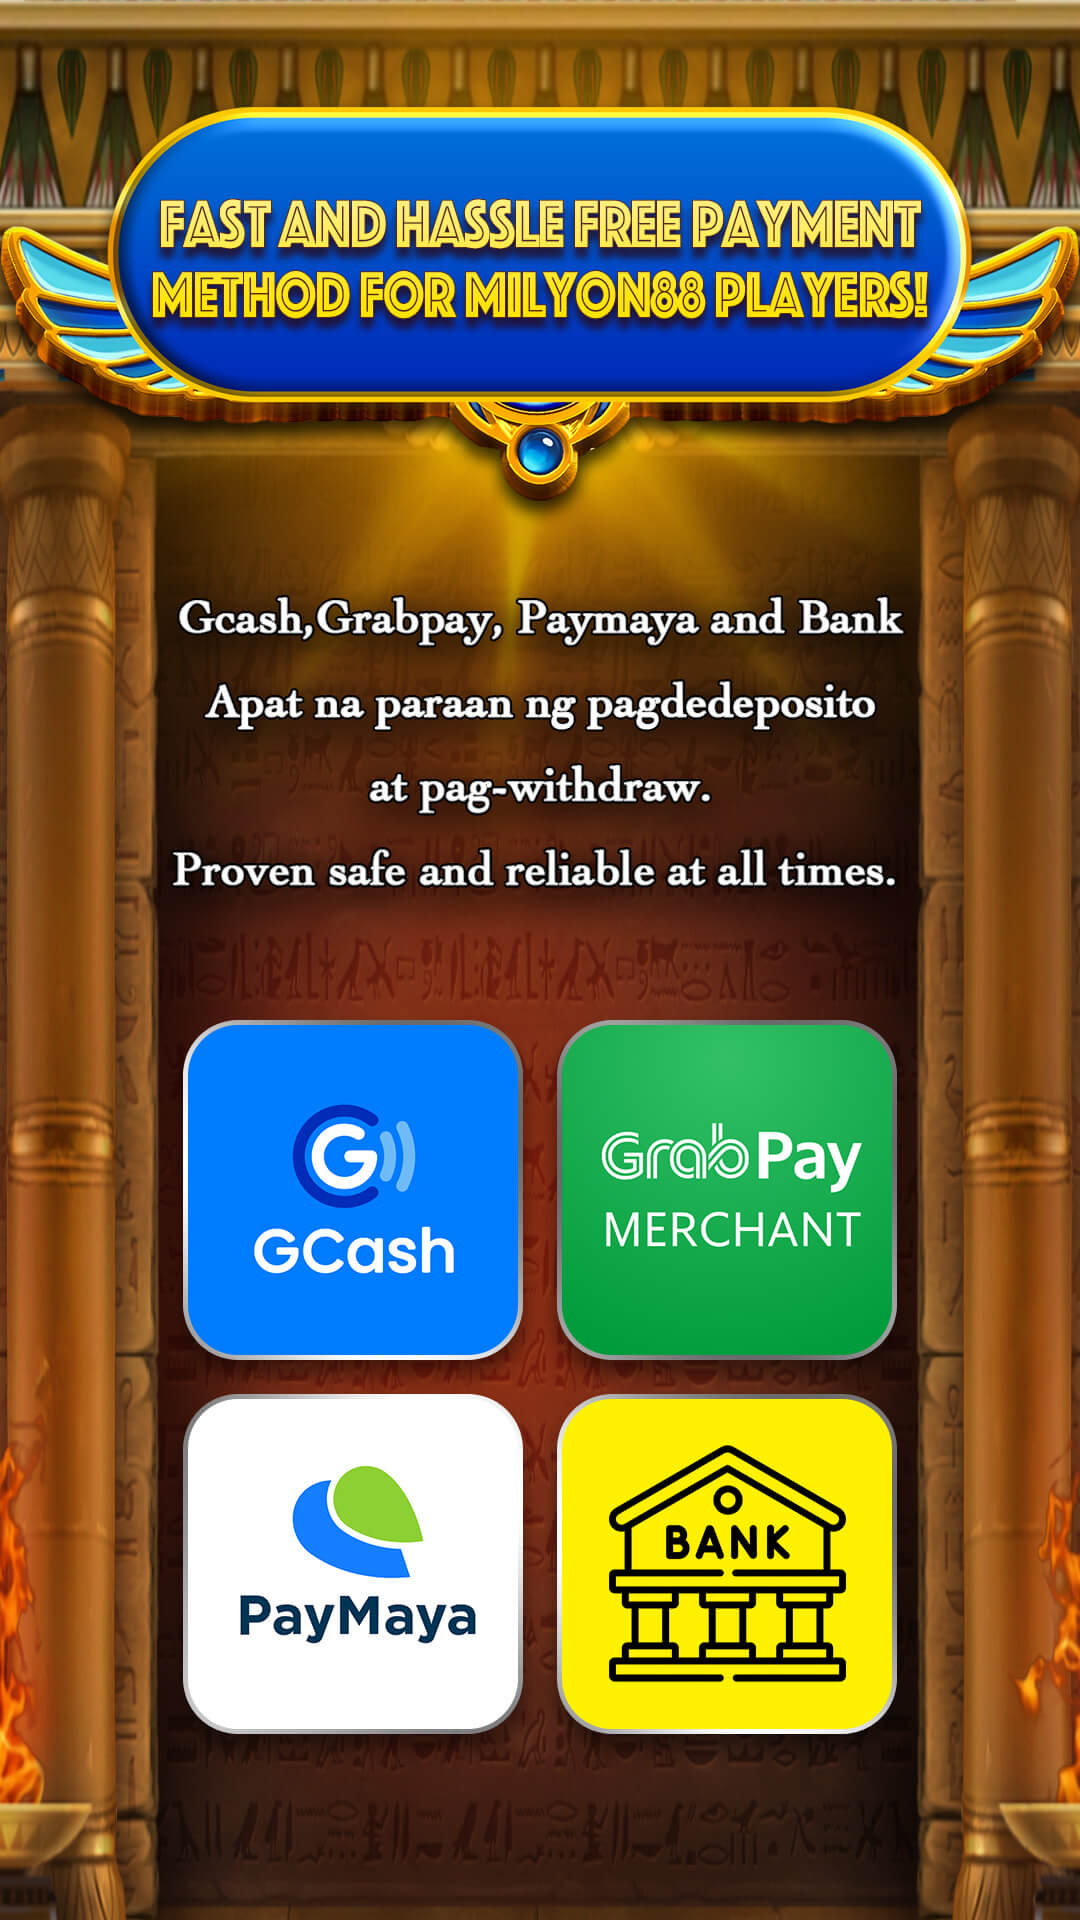 FAST AND HASSLE FREE PAYMENT
METHOD FOR MILYON88 PLAYERS!
Gcash,Grabpay, Paymaya and Bank
Apat na paraan ng pagdedeposito
at pag-withdraw.
Proven safe and reliable at all times.
G
GCash
GrabPay
MERCHANT
PayMaya
BANK